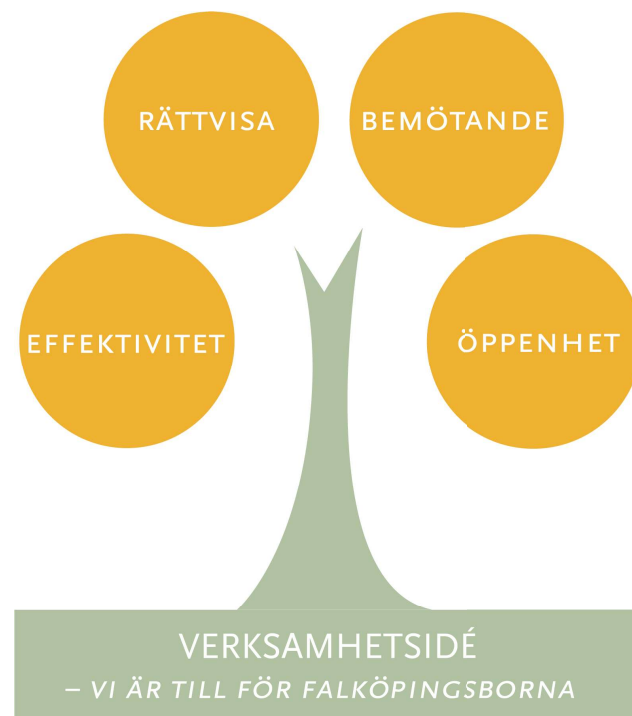 RÄTTVISA
BEMÖTANDE
EFFEKTIVITET
ÖPPENHET
VERKSAMHETSIDÉ
– VI ÄR TILL FÖR FALKÖPINGSBORNA